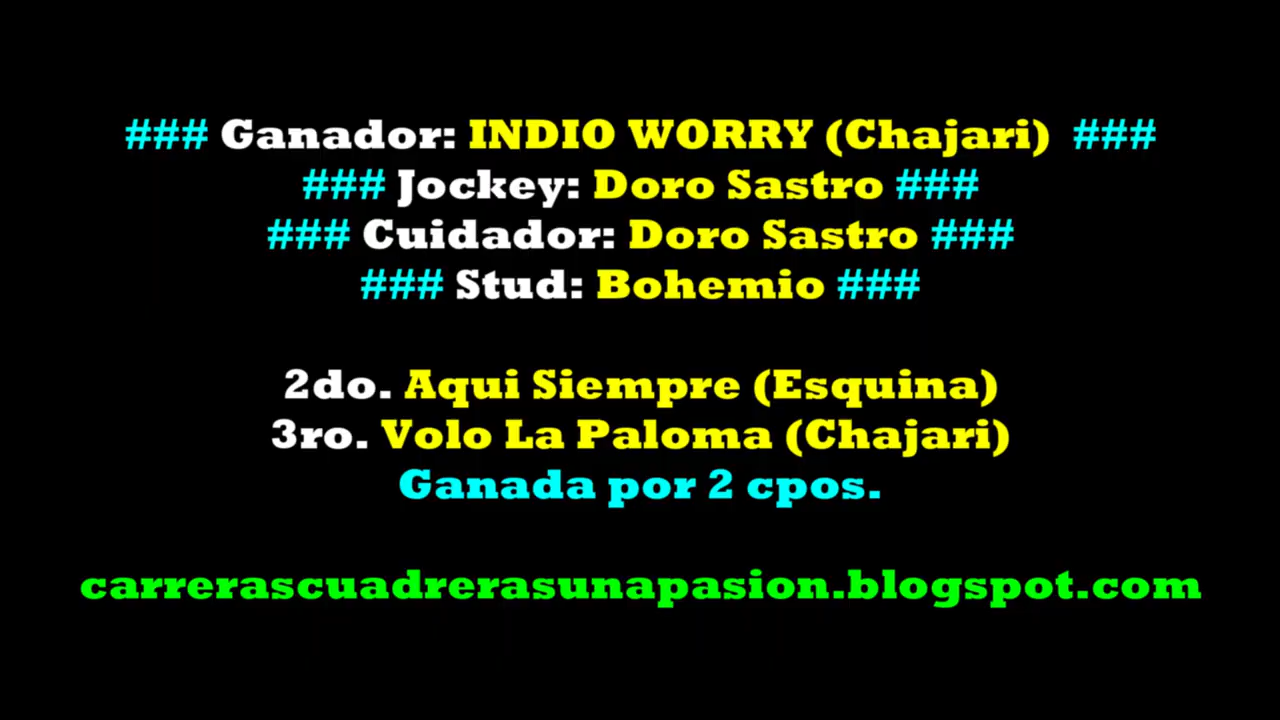 ### Ganador: INDIO WORRY (Chajari) ###
### Jockey: Doro Sastro ###
### Cuidador: Doro Sastro ###
### Stud: Bohemio ###
2do. Aqui Siempre (Esquina)
3ro. Volo La Paloma (Chajari)
Ganada por 2 cpos.
carrerascuadrerasunapasion.blogspot.com